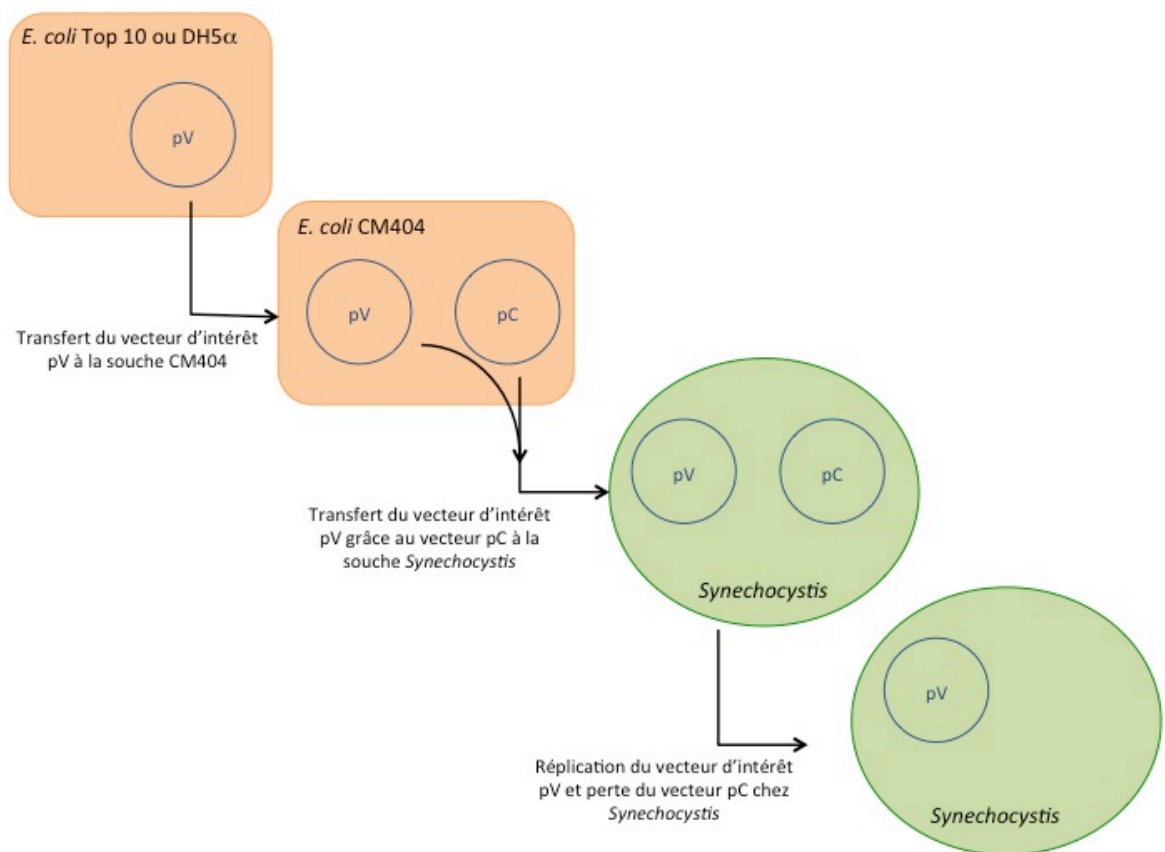 E. coli Top 10 ou DH5α
pV
E. coli CM404
pV
pC
Transfert du vecteur d’intérêt
pV à la souche CM404
pV
pC
Transfert du vecteur d’intérêt
pV grâce au vecteur pC à la
souche Synechocystis
Synechocystis
pV
Réplication du vecteur d’intérêt
pV et perte du vecteur pC chez
Synechocystis
Synechocystis